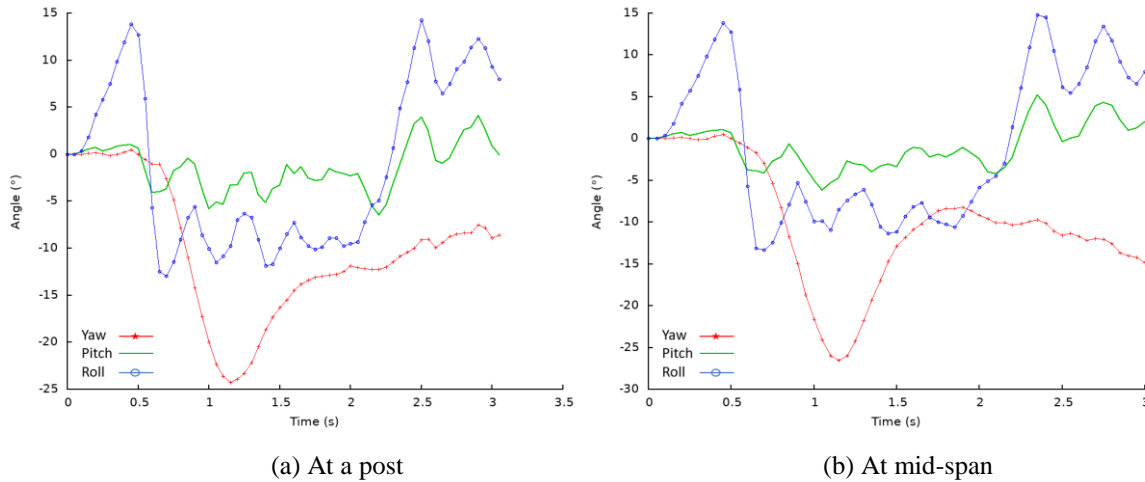 15
10
5
0
-5
-10
-15
-20
-25
Angle (°)
Yaw
Pitch
Roll
0 0.5 1 1.5 2 2.5 3 3.5
Time (s)
(a) At a post
15
10
5
0
-5
-10
-15
-20
-25
-30
Angle (°)
Yaw
Pitch
Roll
0 0.5 1 1.5 2 2.5 3
Time (s)
(b) At mid-span